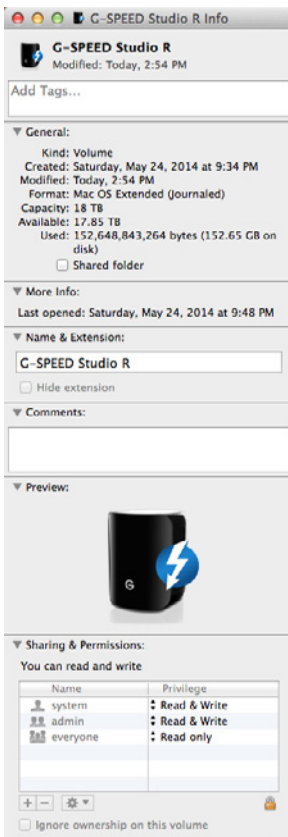 G-SPEED Studio R Info
G-SPEED Studio R
Modified: Today, 2:54 PM
Add Tags...
General:
Kind: Volume
Created: Saturday, May 24, 2014 at 9:34 PM
Modified: Today, 2:54 PM
Format: Mac OS Extended (Journaled)
Capacity: 18 TB
Available: 17.85 TB
Used: 152,648,843,264 bytes (152.65 GB on
disk)
Shared folder
More Info:
Last opened: Saturday, May 24, 2014 at 9:48 PM
Name & Extension:
G-SPEED Studio R
Hide extension
Comments:
Preview:
G
Sharing & Permissions:
You can read and write
Name Privilege
system Read & Write
admin Read & Write
everyone Read only
Ignore ownership on this volume